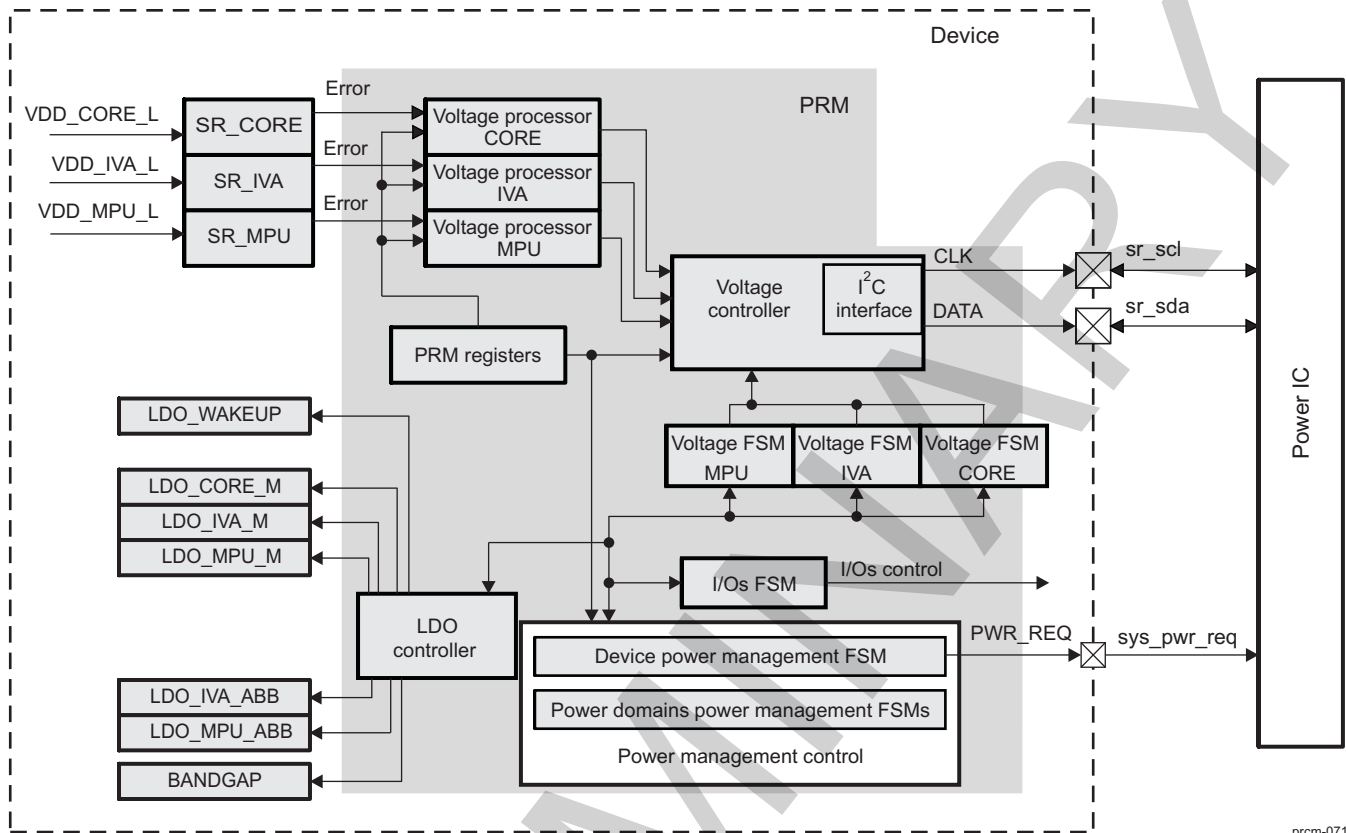 Device
PRM
VDD_CORE_L
VDD_IVA_L
VDD_MPU_L
SR_CORE
SR_IVA
SR_MPU
Error
Error
Error
Voltage processor
CORE
Voltage processor
IVA
Voltage processor
MPU
Voltage
controller
I2C
interface
CLK
DATA
sr_scl
sr_sda
Power IC
PRM registers
Voltage FSM
MPU
Voltage FSM
IVA
Voltage FSM
CORE
LDO_WAKEUP
LDO_CORE_M
LDO_IVA_M
LDO_MPU_M
I/Os FSM
I/Os control
LDO
controller
Device power management FSM
Power domains power management FSMs
Power management control
PWR_REQ
sys_pwr_req
LDO_IVA_ABB
LDO_MPU_ABB
BANDGAP
prcm-071
MINARY